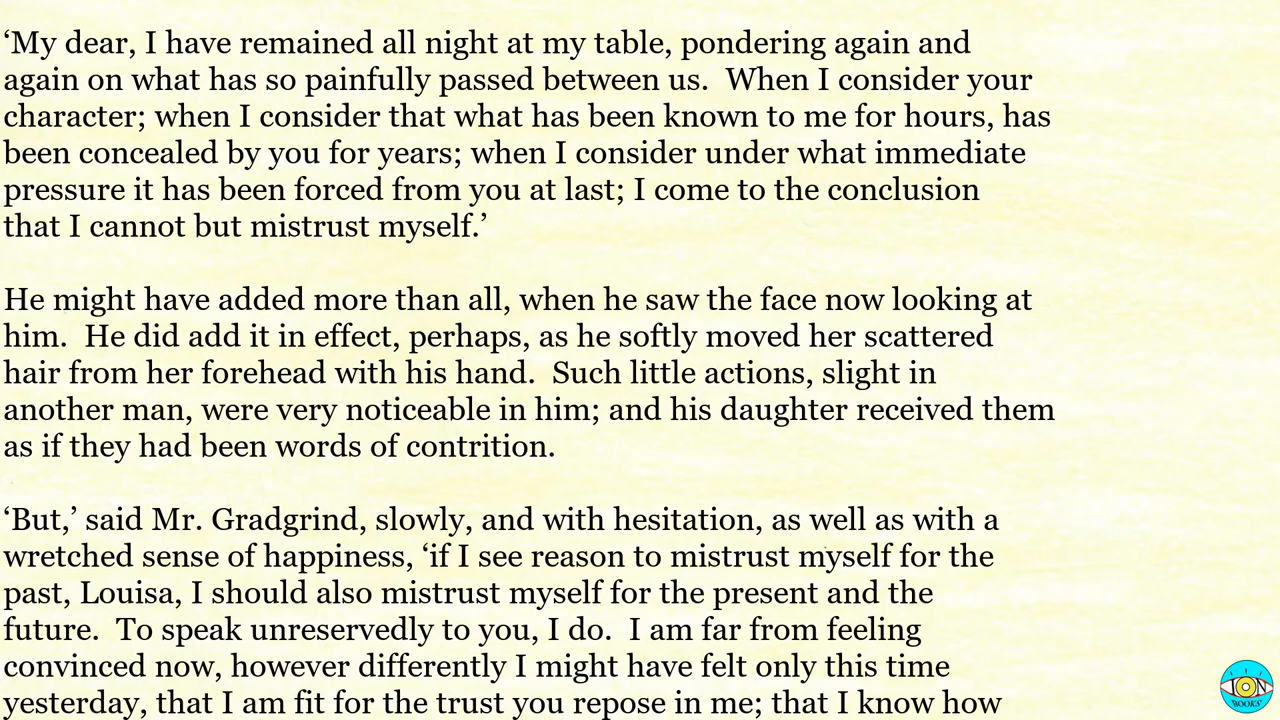 ‘My dear, I have remained all night at my table, pondering again and
again on what has so painfully passed between us.  When I consider your
character; when I consider that what has been known to me for hours, has
been concealed by you for years; when I consider under what immediate
pressure it has been forced from you at last; I come to the conclusion
that I cannot but mistrust myself.’

He might have added more than all, when he saw the face now looking at
him.  He did add it in effect, perhaps, as he softly moved her scattered
hair from her forehead with his hand.  Such little actions, slight in
another man, were very noticeable in him; and his daughter received them
as if they had been words of contrition.

‘But,’ said Mr. Gradgrind, slowly, and with hesitation, as well as with a
wretched sense of happiness, ‘if I see reason to mistrust myself for the
past, Louisa, I should also mistrust myself for the present and the
future.  To speak unreservedly to you, I do.  I am far from feeling
convinced now, however differently I might have felt only this time
yesterday, that I am fit for the trust you repose in me; that I know how
ION
BOOKS